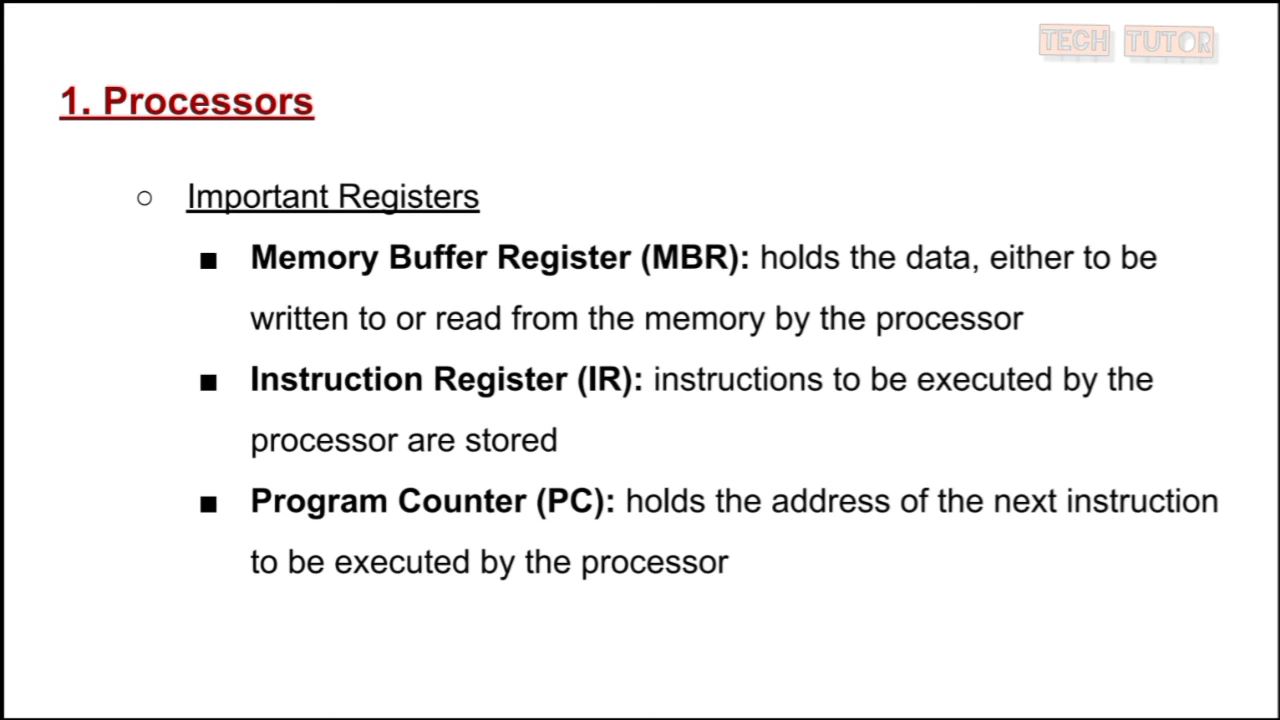 TECH TUTOR
1. Processors
○ Important Registers
■ Memory Buffer Register (MBR): holds the data, either to be
written to or read from the memory by the processor
■ Instruction Register (IR): instructions to be executed by the
processor are stored
■ Program Counter (PC): holds the address of the next instruction
to be executed by the processor